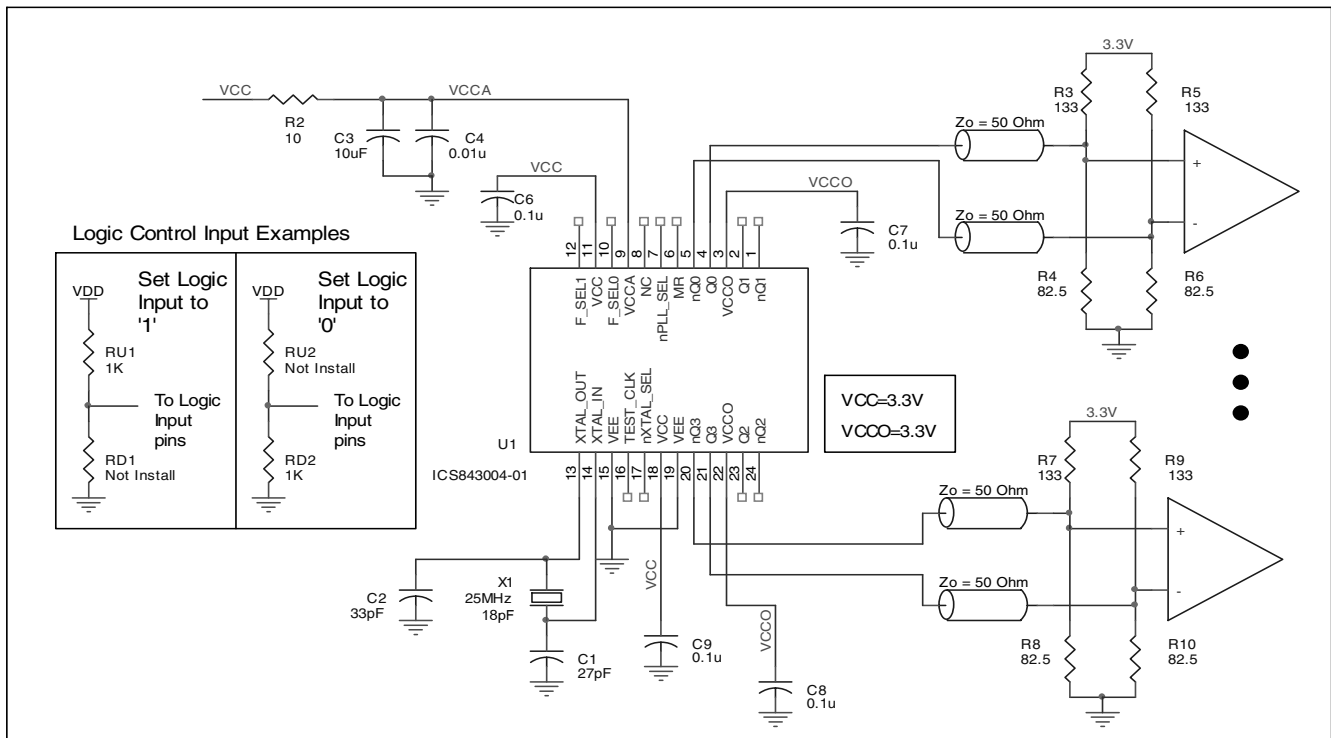 VCC
R2
10
VCCA
C3
10uF
C4
0.01u
VCC
C6
0.1u
VCCO
C7
0.1u
Zo = 50 Ohm
Zo = 50 Ohm
3.3V
R3
133
R5
133
+
-
R4
82.5
R6
82.5
Logic Control Input Examples
Set Logic
Input to
'1'
VDD
RU1
1K
To Logic
Input
pins
RD1
Not Install
Set Logic
Input to
'0'
VDD
RU2
Not Install
To Logic
Input
pins
RD2
1K
12
11
10
9
8
7
6
5
4
3
2
1
F_SEL1
VCC
F_SEL0
VCCA
NC
nPLL_SEL
MR
nQ0
Q0
VCCO
Q1
nQ1
XTAL_OUT
XTAL_IN
VEE
TEST_CLK
nXTAL_SEL
VCC
VEE
nQ3
Q3
VCCO
Q2
nQ2
U1
ICS843004-01
13
14
15
16
17
18
19
20
21
22
23
24
VCC=3.3V
VCCO=3.3V
C2
33pF
X1
25MHz
18pF
C1
27pF
VCC
C9
0.1u
VCCO
C8
0.1u
Zo = 50 Ohm
Zo = 50 Ohm
3.3V
R7
133
R9
133
+
-
R8
82.5
R10
82.5